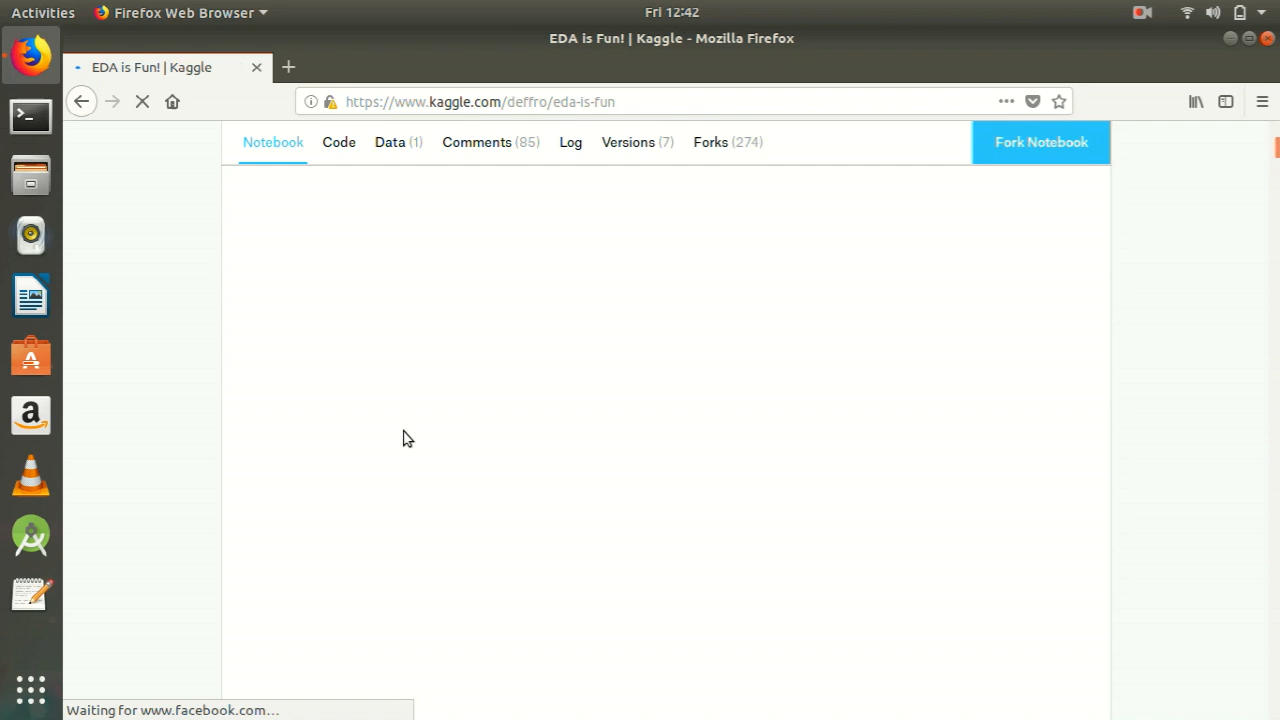 Activities Firefox Web Browser Fri 12:42
EDA is Fun! | Kaggle - Mozilla Firefox
EDA is Fun! | Kaggle
https://www.kaggle.com/deffro/eda-is-fun
Notebook Code Data (1) Comments (85) Log Versions (7) Forks (274) Fork Notebook
Waiting for www.facebook.com…